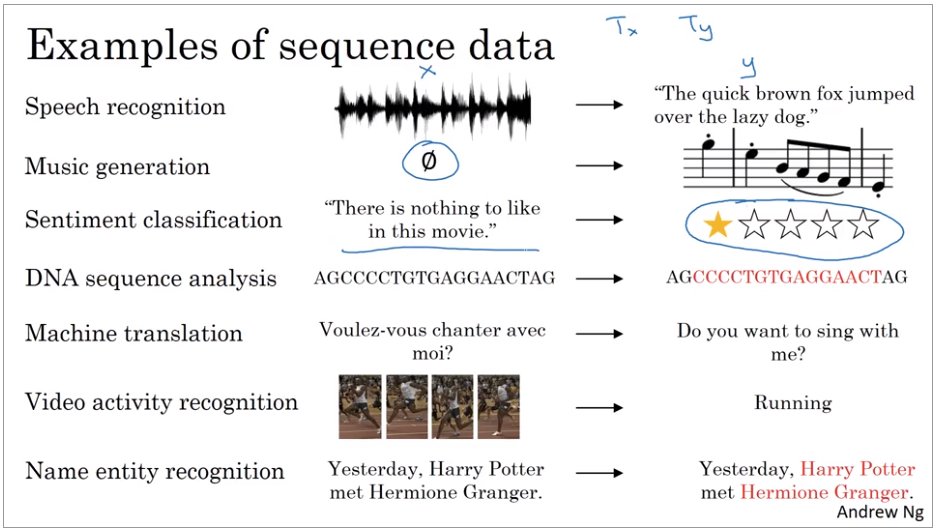 Examples of sequence data
Tx Ty
x
y
Speech recognition
“The quick brown fox jumped
over the lazy dog.”
Music generation
∅
Sentiment classification
“There is nothing to like
in this movie.”
DNA sequence analysis
AGCCCCTGTGAGGAACTAG
AGCCCCTGTGAGGAACTAG
Machine translation
Voulez-vous chanter avec
moi?
Do you want to sing with
me?
Video activity recognition
Running
Name entity recognition
Yesterday, Harry Potter
met Hermione Granger.
Yesterday, Harry Potter
met Hermione Granger.
Andrew Ng